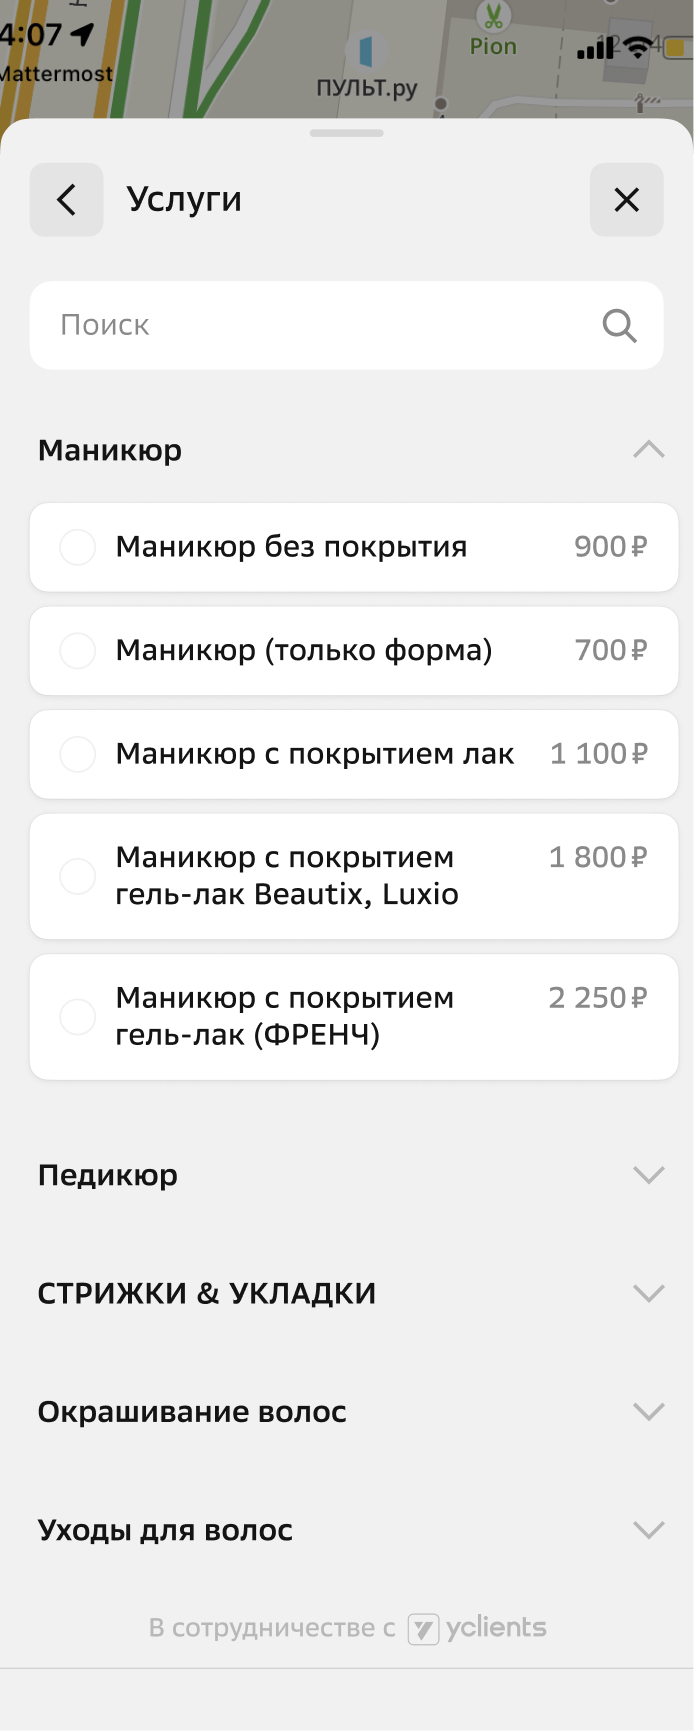 4:07
Mattermost
ПУЛЬТ.ру
Pion
Услуги
Поиск
Маникюр
Маникюр без покрытия 900 ₽
Маникюр (только форма) 700 ₽
Маникюр с покрытием лак 1 100 ₽
Маникюр с покрытием 1 800 ₽
гель-лак Beautix, Luxio
Маникюр с покрытием 2 250 ₽
гель-лак (ФРЕНЧ)
Педикюр
СТРИЖКИ & УКЛАДКИ
Окрашивание волос
Уходы для волос
В сотрудничестве с yclients